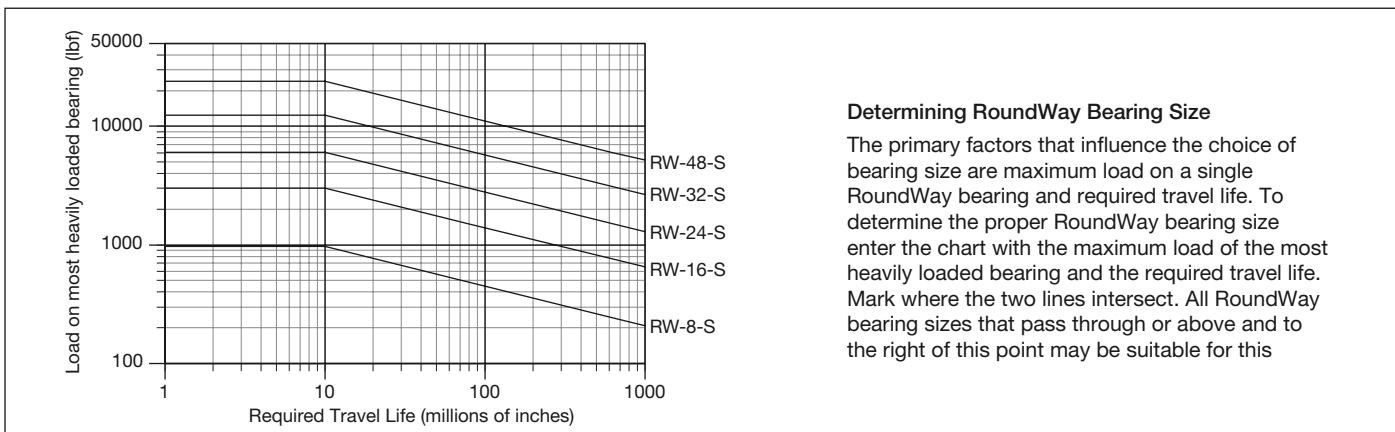 Load on most heavily loaded bearing (lbf)
50000
10000
1000
100
1
10
100
1000
Required Travel Life (millions of inches)
RW-48-S
RW-32-S
RW-24-S
RW-16-S
RW-8-S
Determining RoundWay Bearing Size
The primary factors that influence the choice of
bearing size are maximum load on a single
RoundWay bearing and required travel life. To
determine the proper RoundWay bearing size
enter the chart with the maximum load of the most
heavily loaded bearing and the required travel life.
Mark where the two lines intersect. All RoundWay
bearing sizes that pass through or above and to
the right of this point may be suitable for this